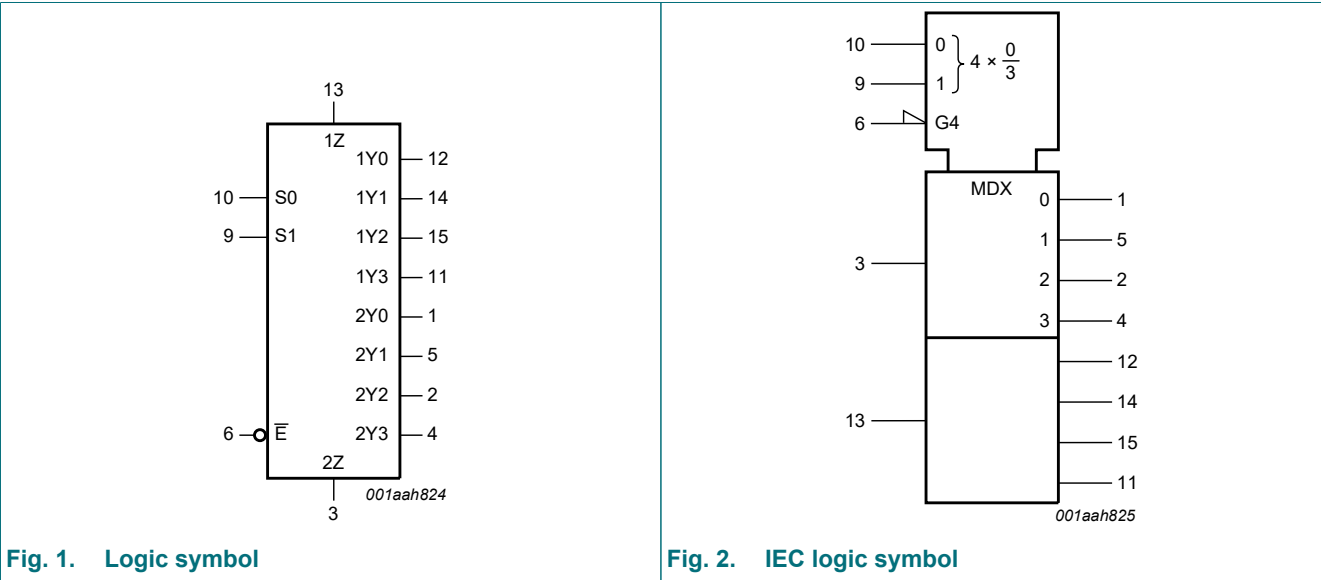 13
1Z
1Y0 12
10 S0 1Y1 14
9 S1 1Y2 15
1Y3 11
2Y0 1
2Y1 5
2Y2 2
6 E̅ 2Y3 4
2Z
3
001aah824
Fig. 1. Logic symbol
10 0
9 1
4 × 0/3
6 G4
MDX
0 1
1 5
3
2 2
3 4
12
14
13
15
11
001aah825
Fig. 2. IEC logic symbol